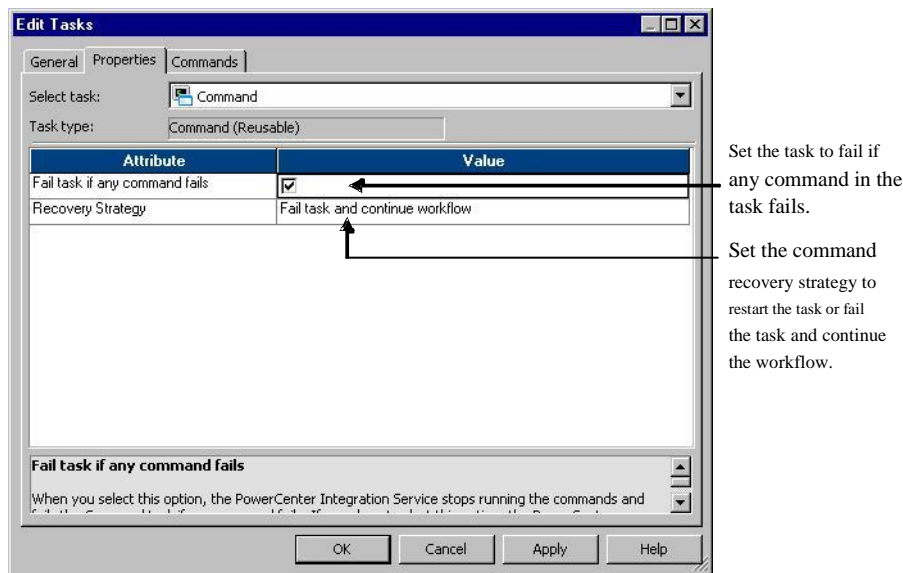 Edit Tasks
General Properties Commands
Select task: Command
Task type: Command (Reusable)
Attribute Value
Fail task if any command fails
Recovery Strategy Fail task and continue workflow
Fail task if any command fails
When you select this option, the PowerCenter Integration Service stops running the commands and
OK Cancel Apply Help
Set the task to fail if
any command in the
task fails.
Set the command
recovery strategy to
restart the task or fail
the task and continue
the workflow.